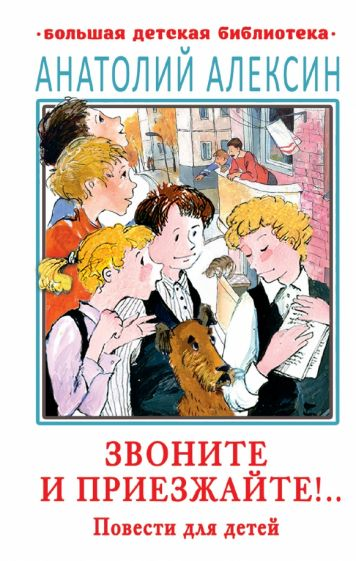 ·БОЛЬШАЯ ДЕТСКАЯ БИБЛИОТЕКА·
АНАТОЛИЙ АЛЕКСИН
ЗВОНИТЕ
И ПРИЕЗЖАЙТЕ!..
Повести для детей